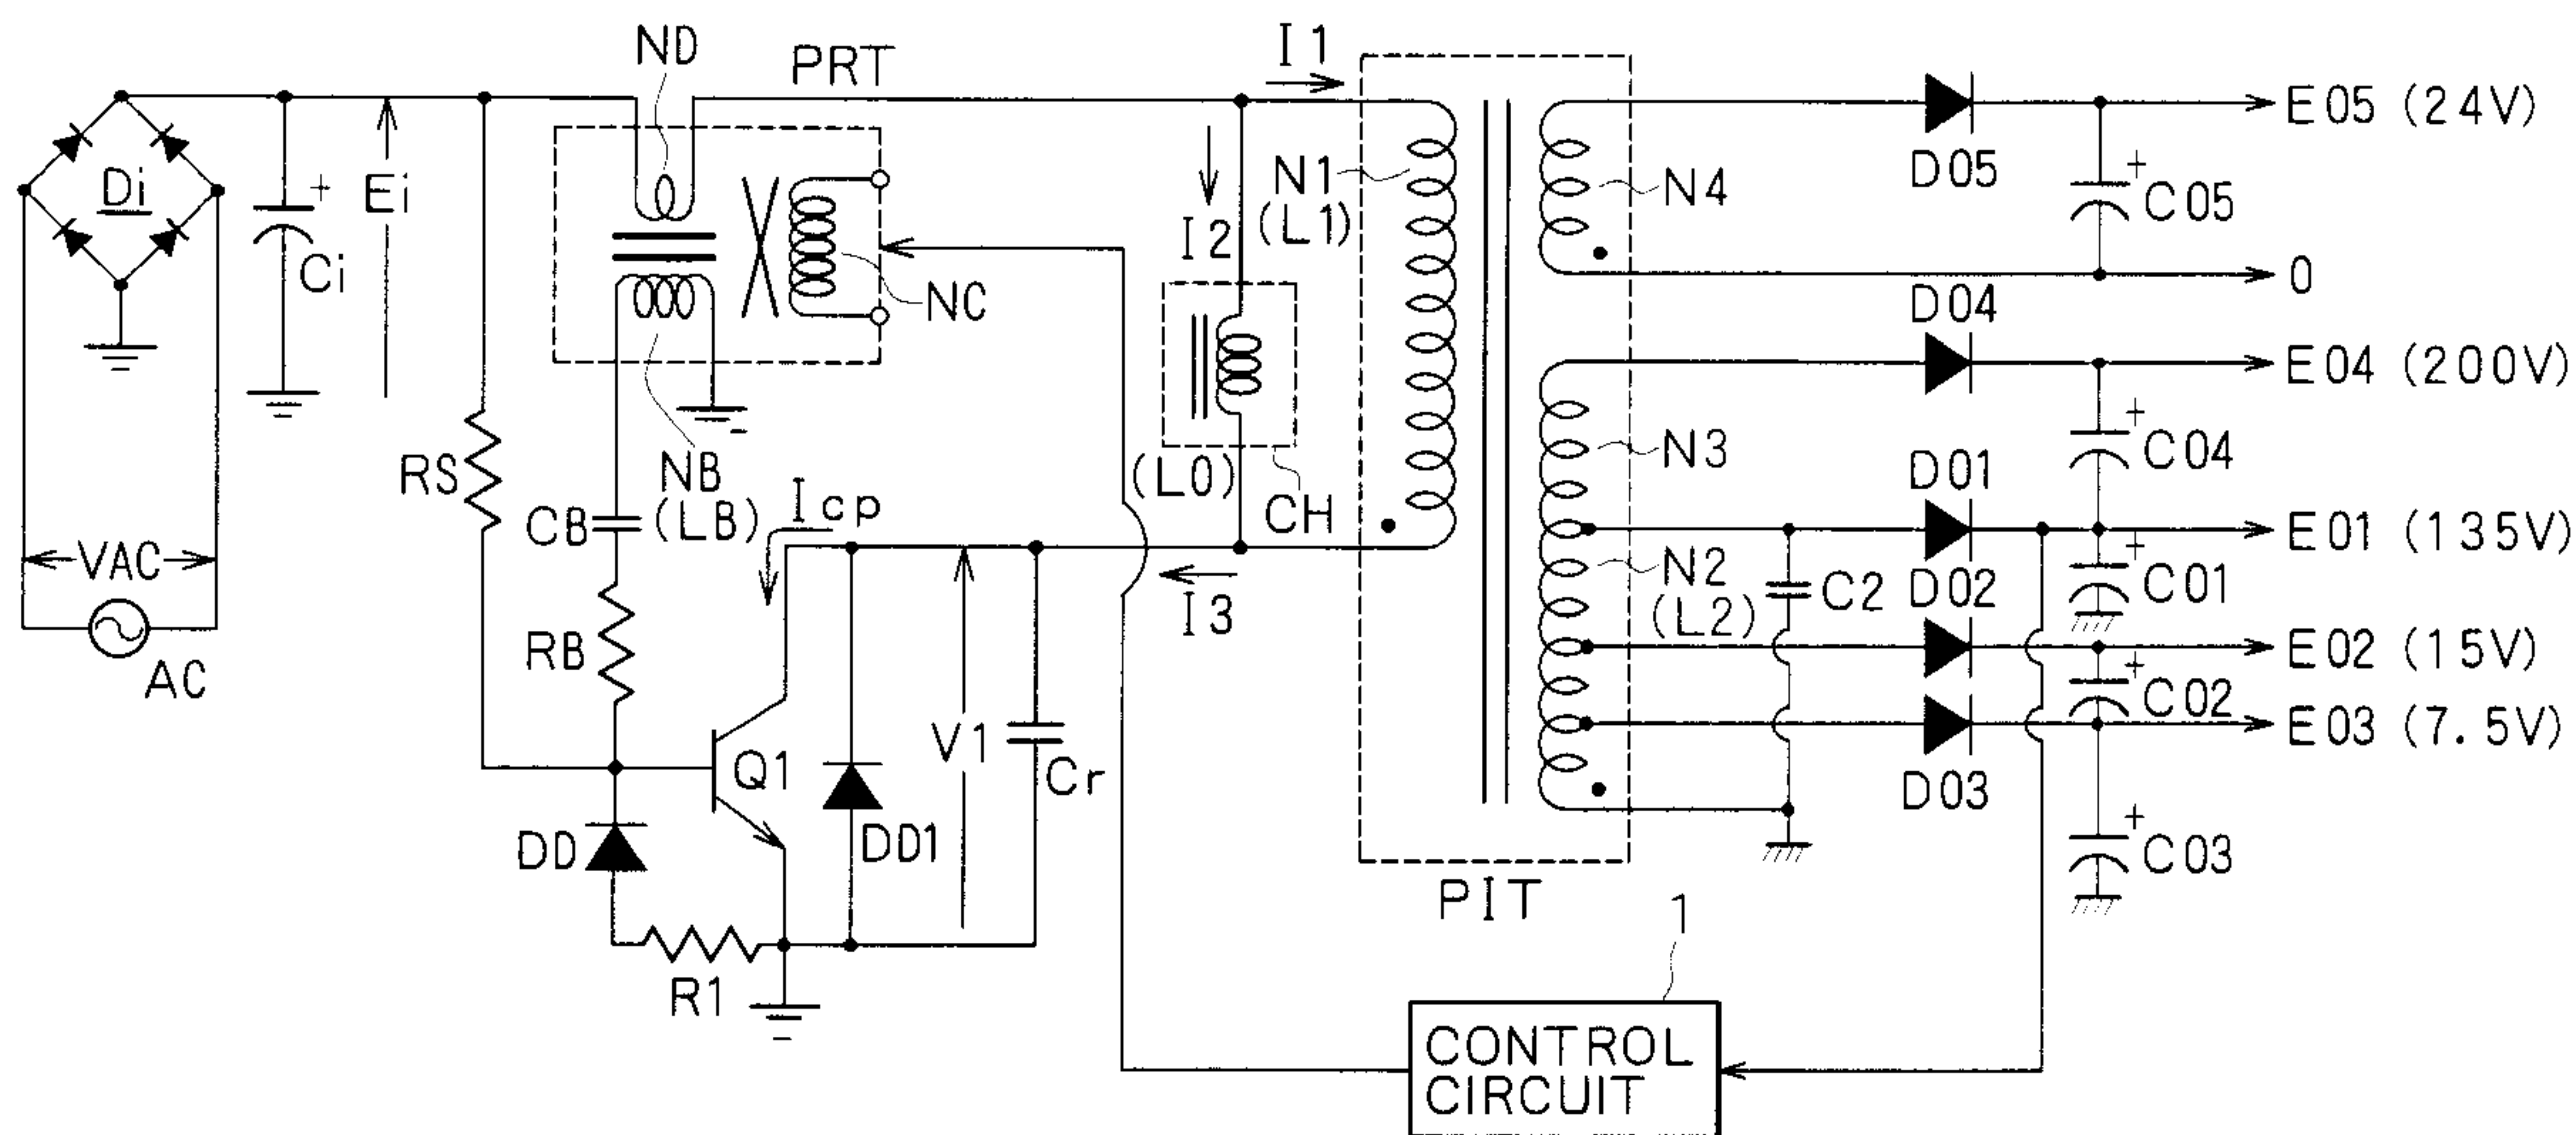 ND
PRT
I1
Di
Ci
+
Ei
NC
N1
(L1)
I2
N4
D05
+
C05
E05 (24V)
0
D04
E04 (200V)
RS
NB
(LB)
CB
Icp
(L0)
CH
N3
D01
+
C04
E01 (135V)
VAC
AC
RB
I3
N2
(L2)
C2
D02
+
C01
E02 (15V)
+
C02
E03 (7.5V)
Q1
V1
Cr
D03
DD
DD1
+
C03
R1
PIT
1
CONTROL
CIRCUIT